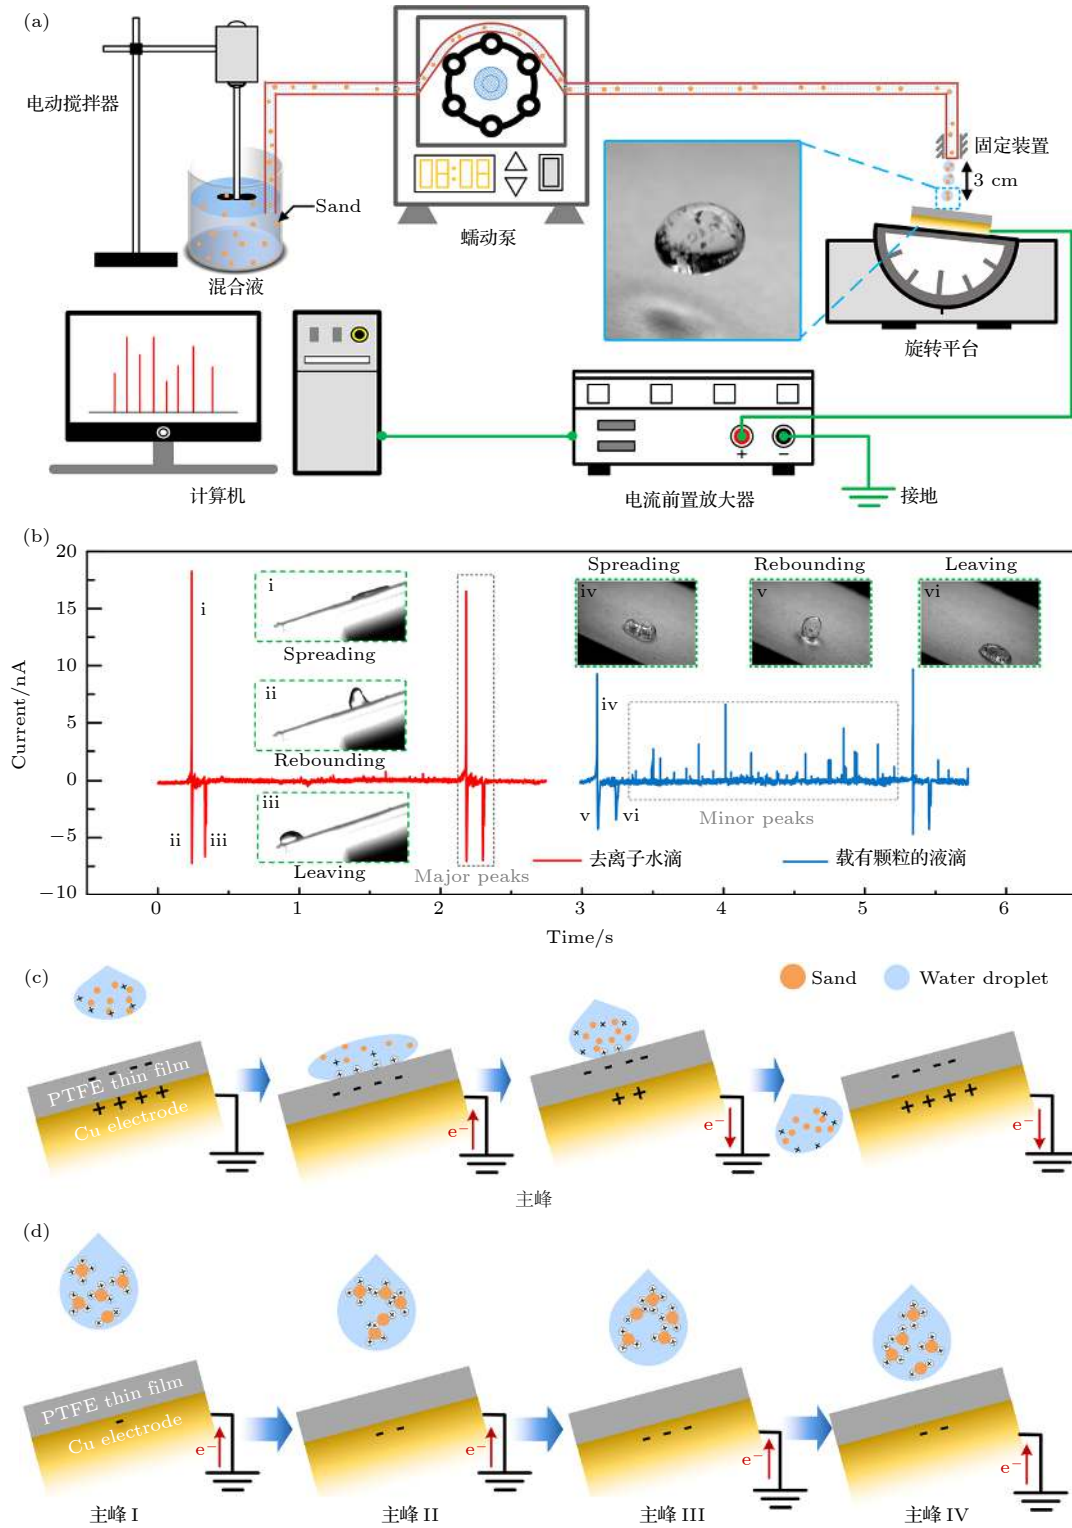 (a)
电动搅拌器
Sand
混合液
08:08
蠕动泵
固定装置
3 cm
旋转平台
计算机
+
−
电流前置放大器
接地
(b)
Current/nA
20
15
10
5
0
−5
−10
i
ii
iii
i
Spreading
ii
Rebounding
iii
Leaving
Major peaks
Spreading
Rebounding
Leaving
iv
v
vi
iv
v
vi
Minor peaks
去离子水滴
载有颗粒的液滴
0
1
2
3
4
5
6
Time/s
(c)
Sand
Water droplet
PTFE thin film
Cu electrode
e−
e−
e−
主峰
(d)
PTFE thin film
Cu electrode
e−
e−
e−
e−
主峰 I
主峰 II
主峰 III
主峰 IV